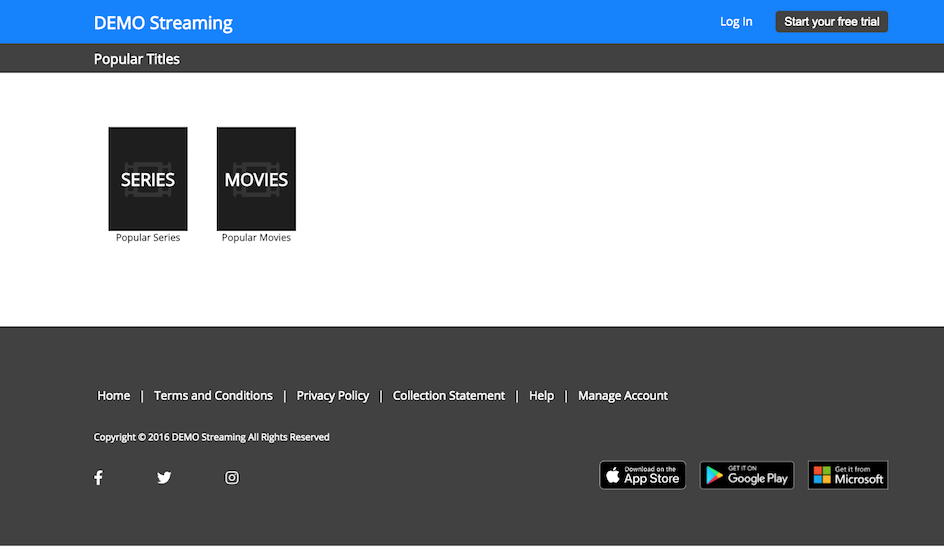 DEMO Streaming
Log In
Start your free trial
Popular Titles
SERIES
MOVIES
Popular Series
Popular Movies
Home | Terms and Conditions | Privacy Policy | Collection Statement | Help | Manage Account
Copyright © 2016 DEMO Streaming All Rights Reserved
Download on the
App Store
GET IT ON
Google Play
Get it from
Microsoft